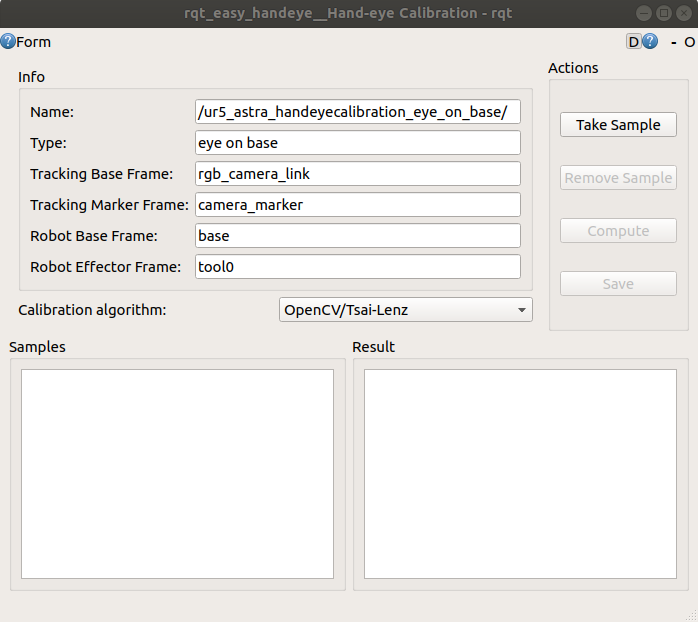 rqt_easy_handeye__Hand-eye Calibration - rqt
?Form
D? - O
Info
Name: /ur5_astra_handeyecalibration_eye_on_base/
Type: eye on base
Tracking Base Frame: rgb_camera_link
Tracking Marker Frame: camera_marker
Robot Base Frame: base
Robot Effector Frame: tool0
Calibration algorithm: OpenCV/Tsai-Lenz
Actions
Take Sample
Remove Sample
Compute
Save
Samples
Result